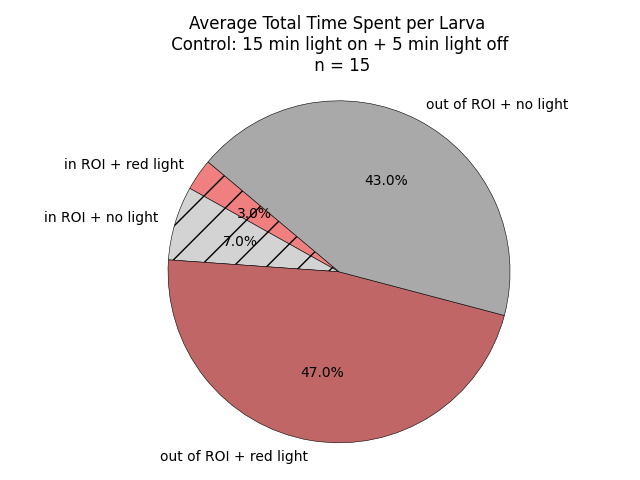 Average Total Time Spent per Larva
Control: 15 min light on + 5 min light off
n = 15
out of ROI + no light
in ROI + red light
43.0%
3.0%
in ROI + no light
7.0%
47.0%
out of ROI + red light